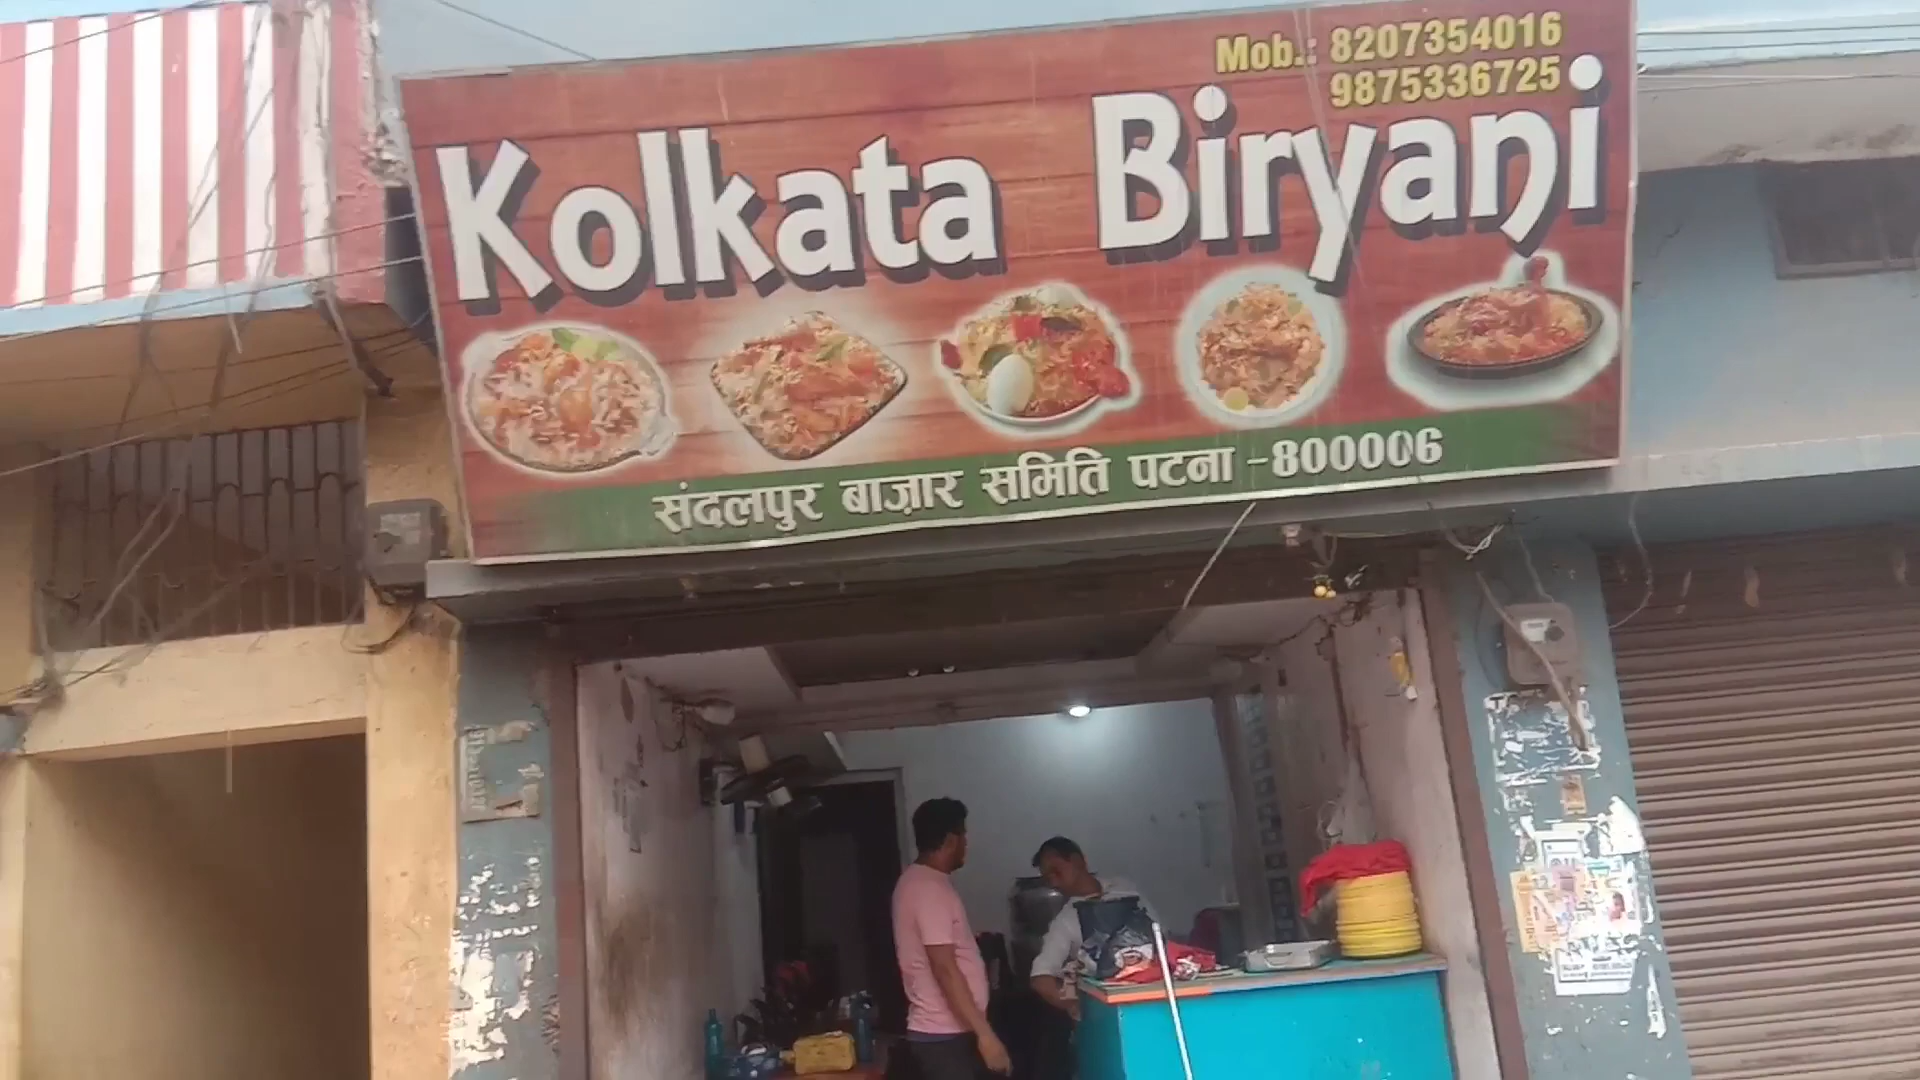 Mob.: 8207354016
9875336725
Kolkata Biryani
संदलपुर बाज़ार समिति पटना -800006